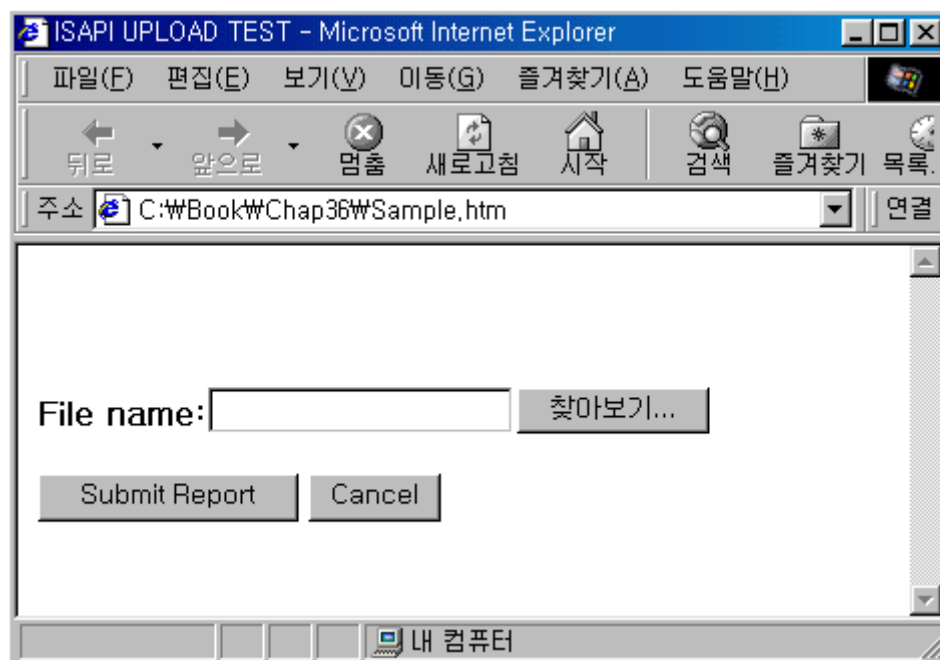 ISAPI UPLOAD TEST - Microsoft Internet Explorer
파일(F) 편집(E) 보기(V) 이동(G) 즐겨찾기(A) 도움말(H)
뒤로 앞으로 멈춤 새로고침 시작 검색 즐겨찾기 목록.
주소 C:₩Book₩Chap36₩Sample.htm 연결
File name: 찾아보기...
Submit Report Cancel
내 컴퓨터